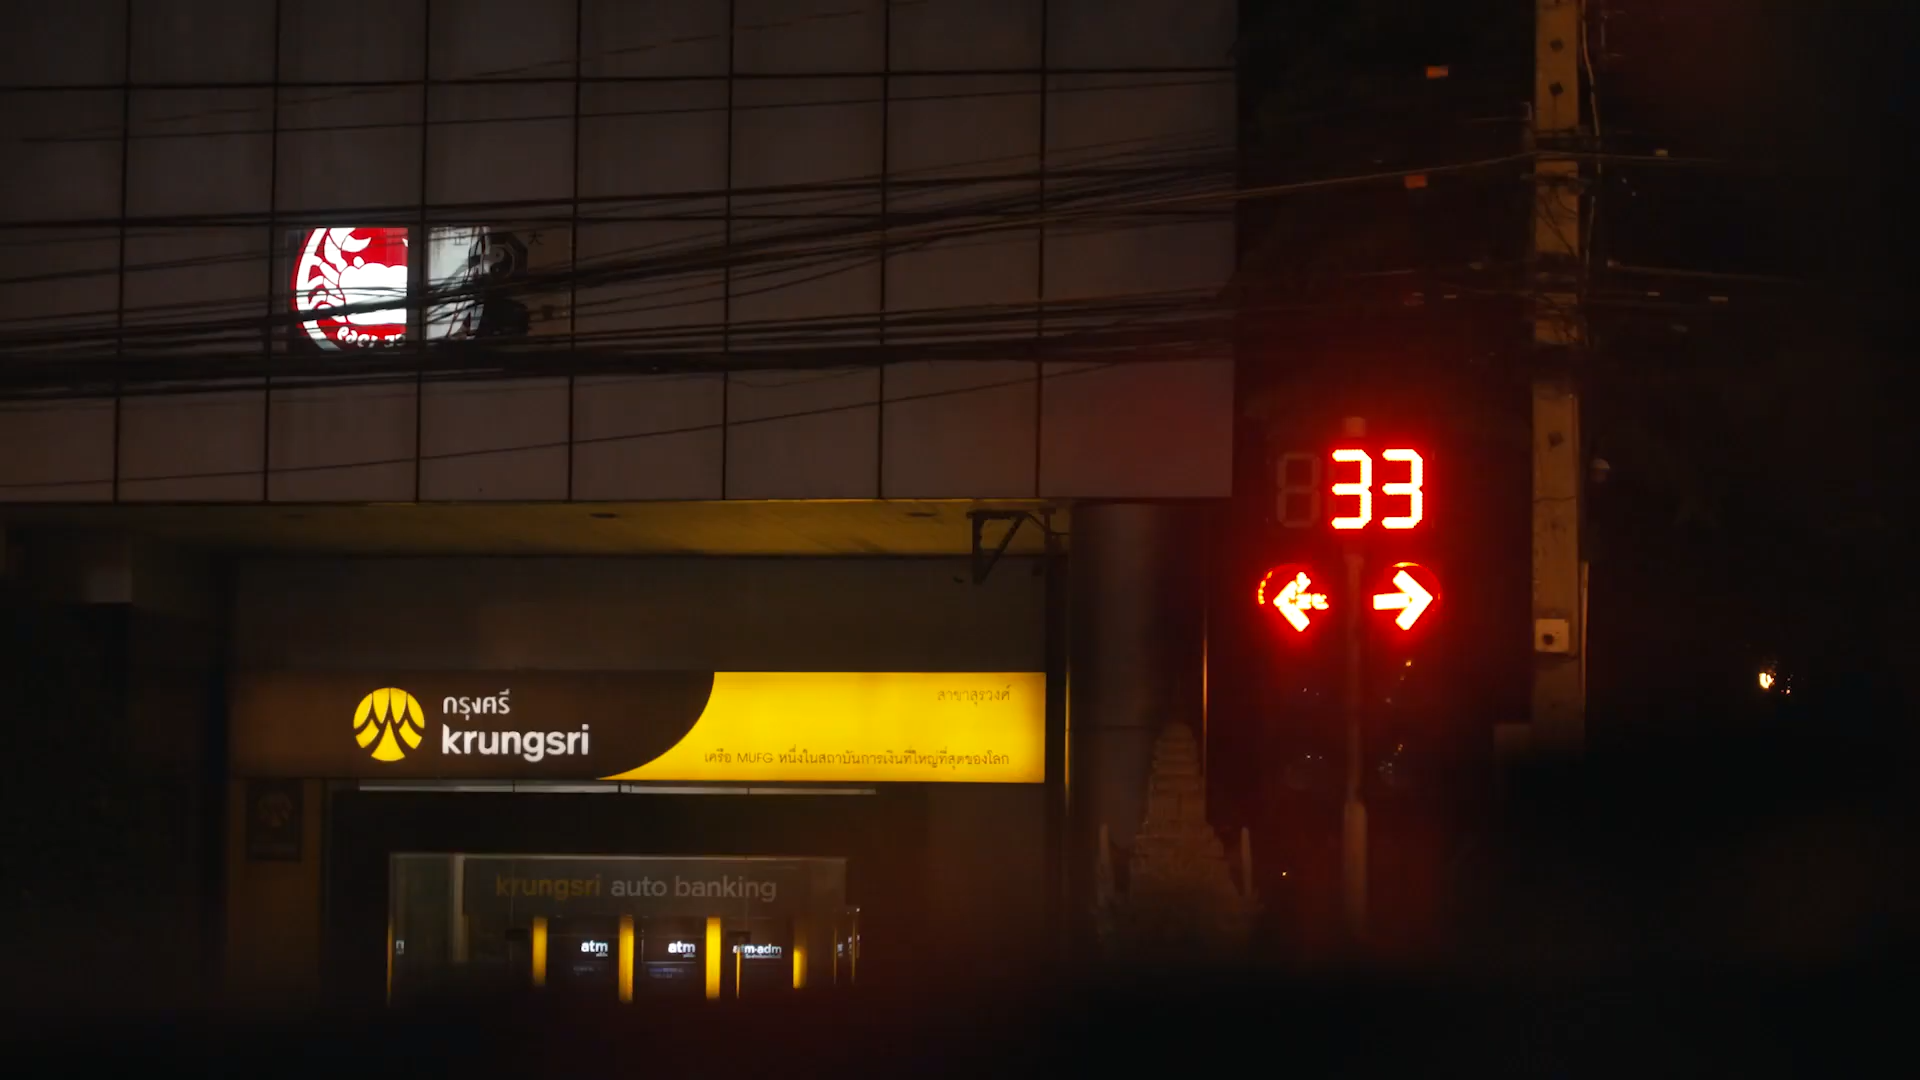 33
กรุงศรี
krungsri
สาขาสุรวงศ์
เครือ MUFG หนึ่งในสถาบันการเงินที่ใหญ่ที่สุดของโลก
krungsri auto banking
atm
atm
atm-adm